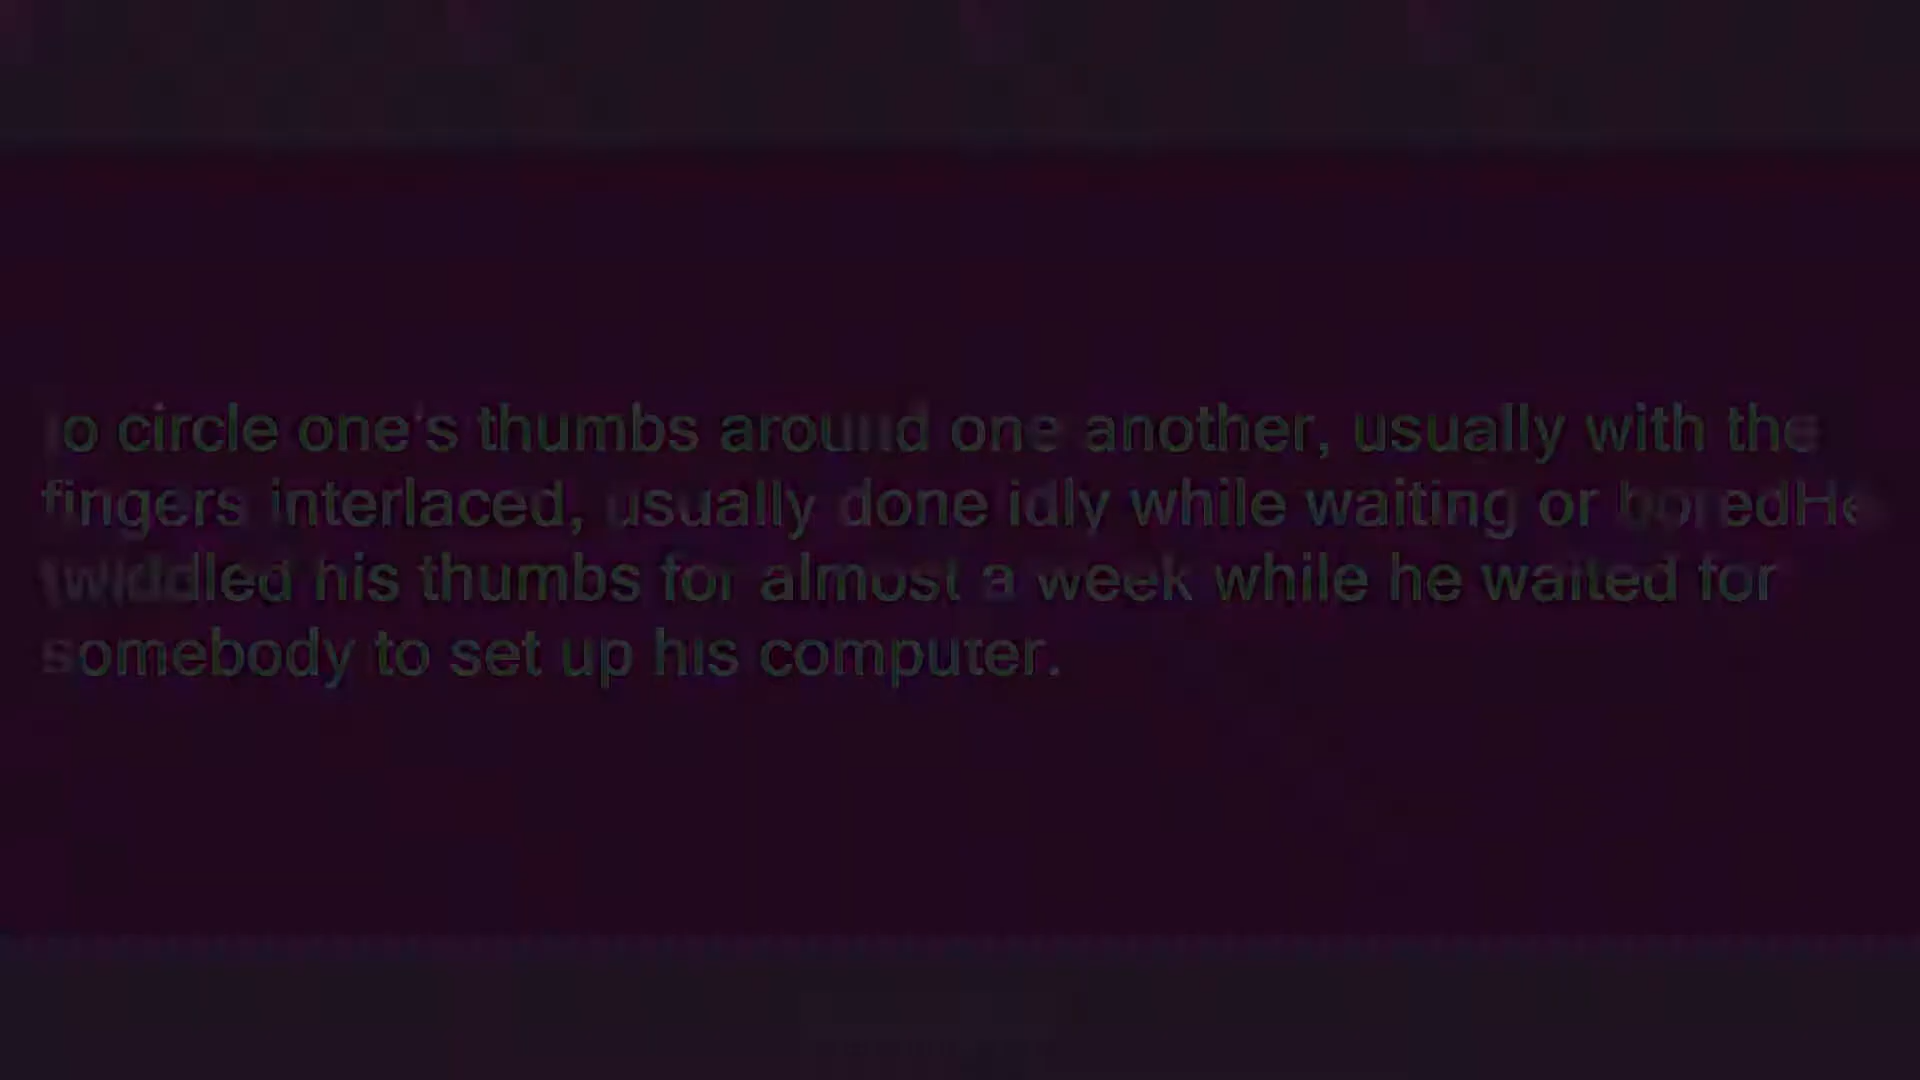 To circle one's thumbs around one another, usually with the
fingers interlaced, usually done idly while waiting or boredHe
twiddled his thumbs for almost a week while he waited for
somebody to set up his computer.